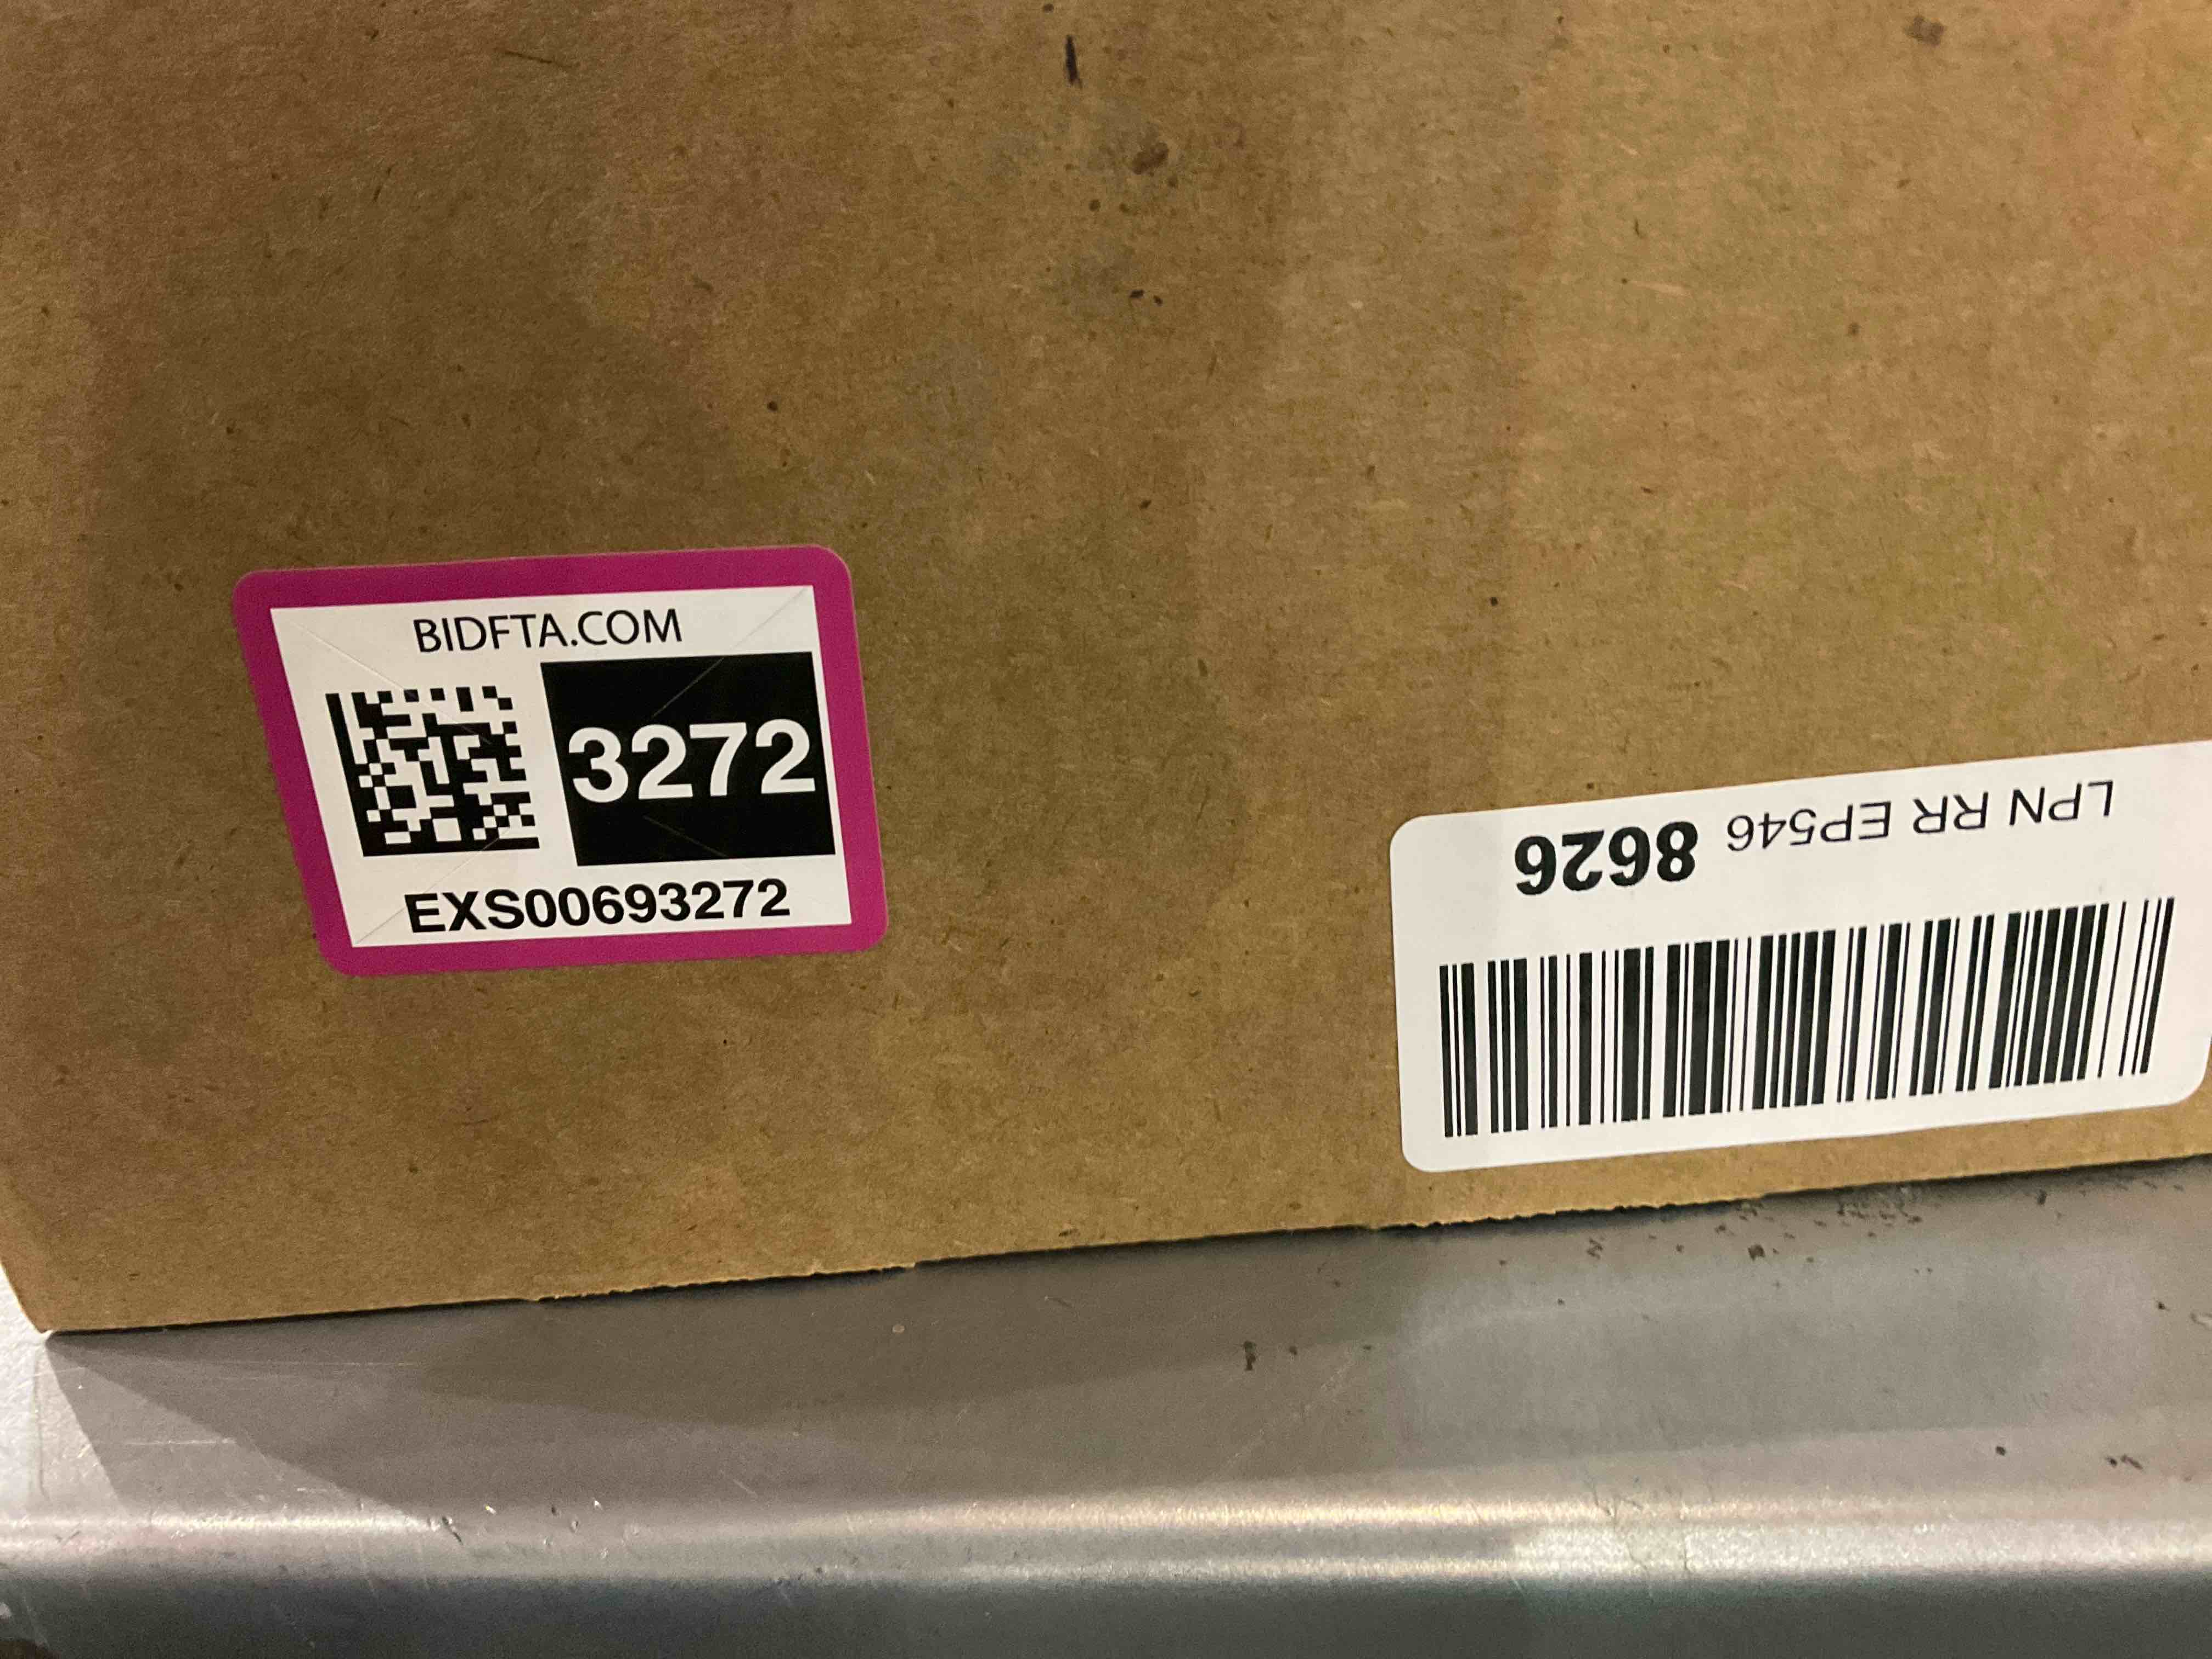 BIDFTA.COM
3272
EXS00693272
LPN RR EP546 8626